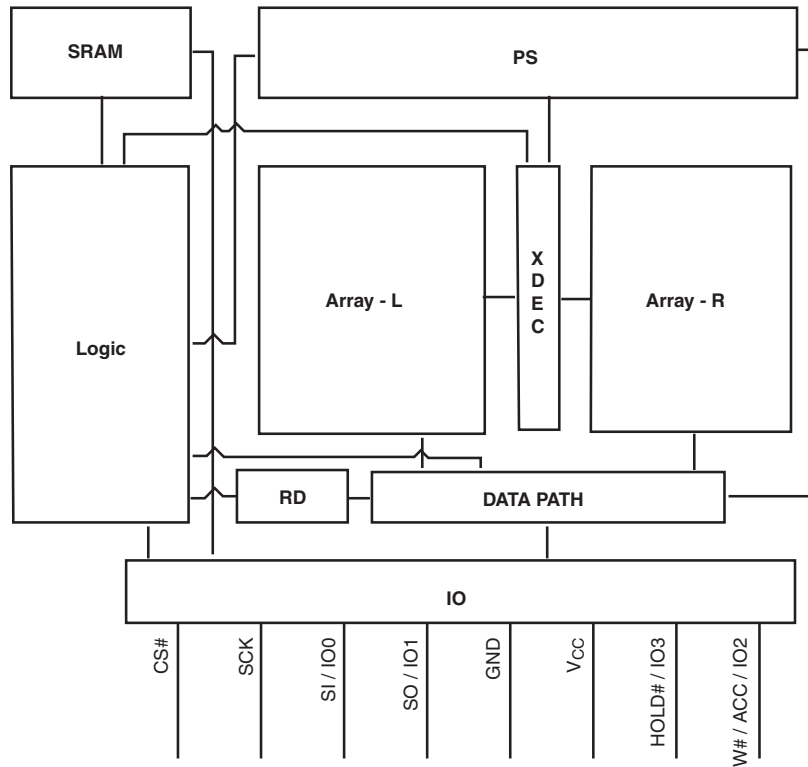 SRAM
PS
Logic
Array - L
X
D
E
C
Array - R
RD
DATA PATH
IO
CS#
SCK
SI / IO0
SO / IO1
GND
VCC
HOLD# / IO3
W# / ACC / IO2